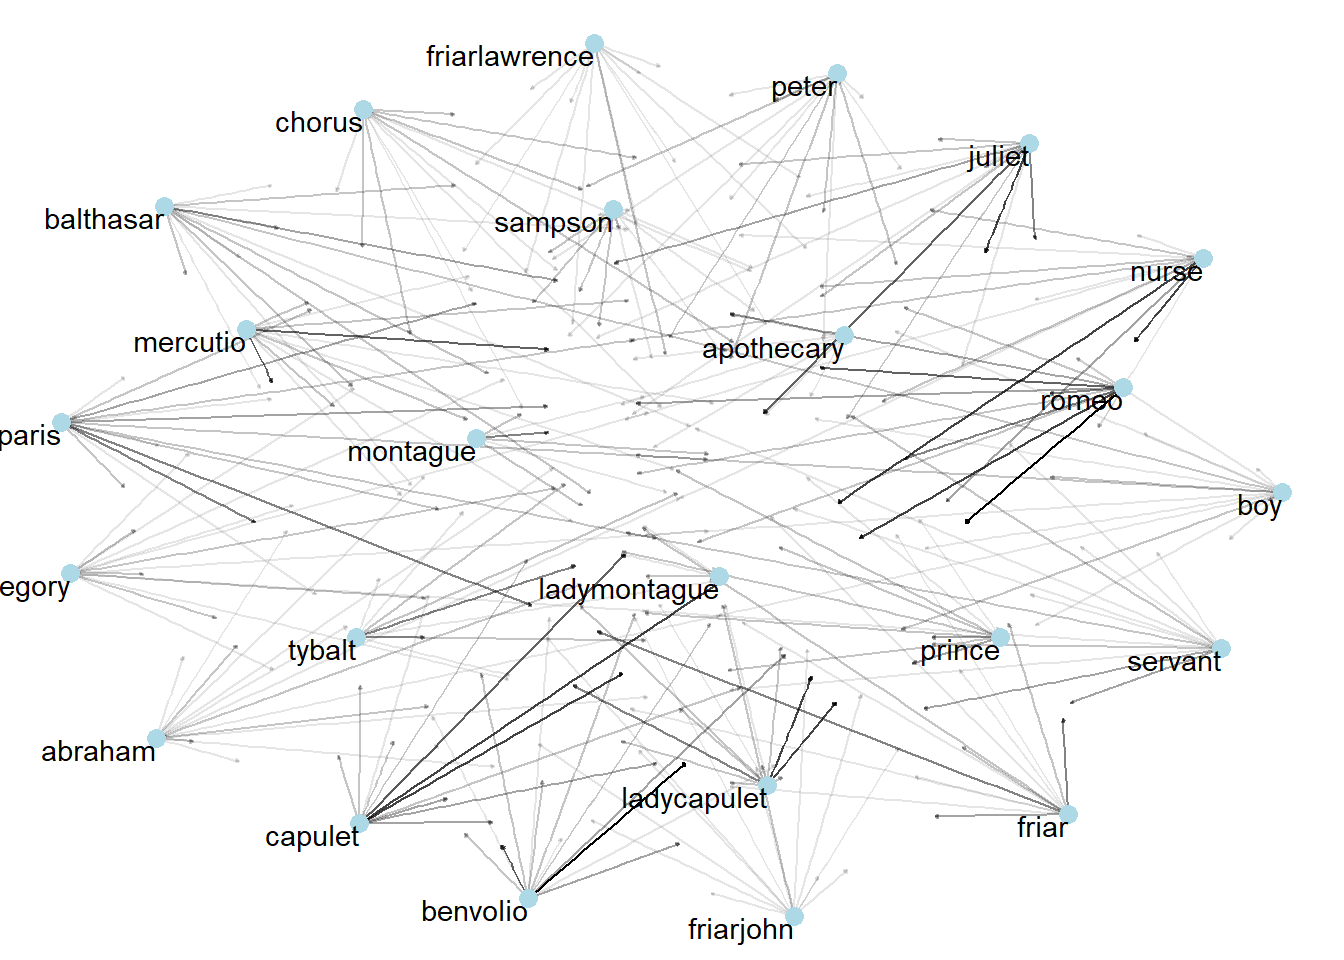 friarlawrence
peter
chorus
juliet
balthasar
sampson
nurse
mercutio
apothecary
romeo
paris
montague
boy
egory
ladymontague
tybalt
prince
servant
abraham
ladycapulet
capulet
friar
benvolio
friarjohn